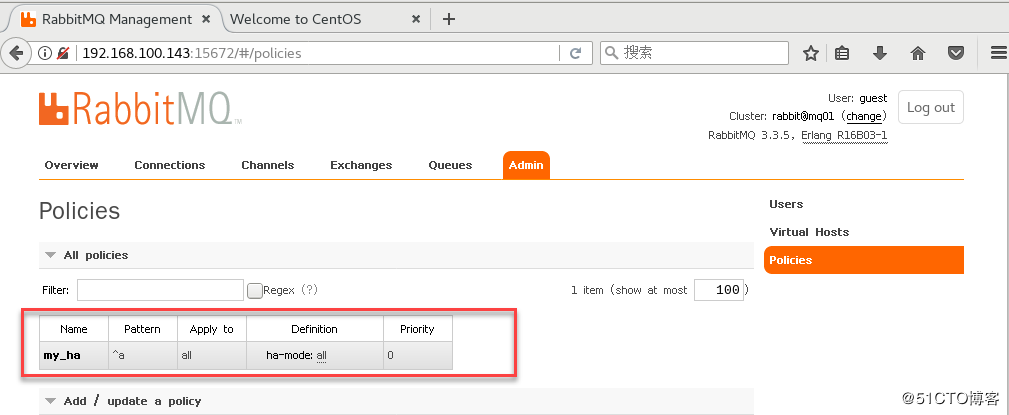 RabbitMQ Management × Welcome to CentOS × +
192.168.100.143:15672/#/policies 搜索
RabbitMQ™
User: guest
Log out
Cluster: rabbit@mq01 (change)
RabbitMQ 3.3.5, Erlang R16B03-1
Overview Connections Channels Exchanges Queues Admin
Policies
Users
Virtual Hosts
Policies
All policies
Filter: Regex (?) 1 item (show at most 100)
Name Pattern Apply to Definition Priority
my_ha ^a all ha-mode: all 0
Add / update a policy
@51CTO博客